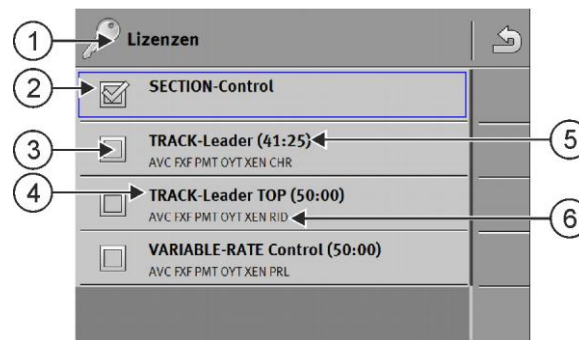 Lizenzen
1
2
SECTION-Control
3
TRACK-Leader (41:25)
5
AVC FXF PMT OYT XEN CHR
4
TRACK-Leader TOP (50:00)
AVC FXF PMT OYT XEN RID
6
VARIABLE-RATE Control (50:00)
AVC FXF PMT OYT XEN PRL